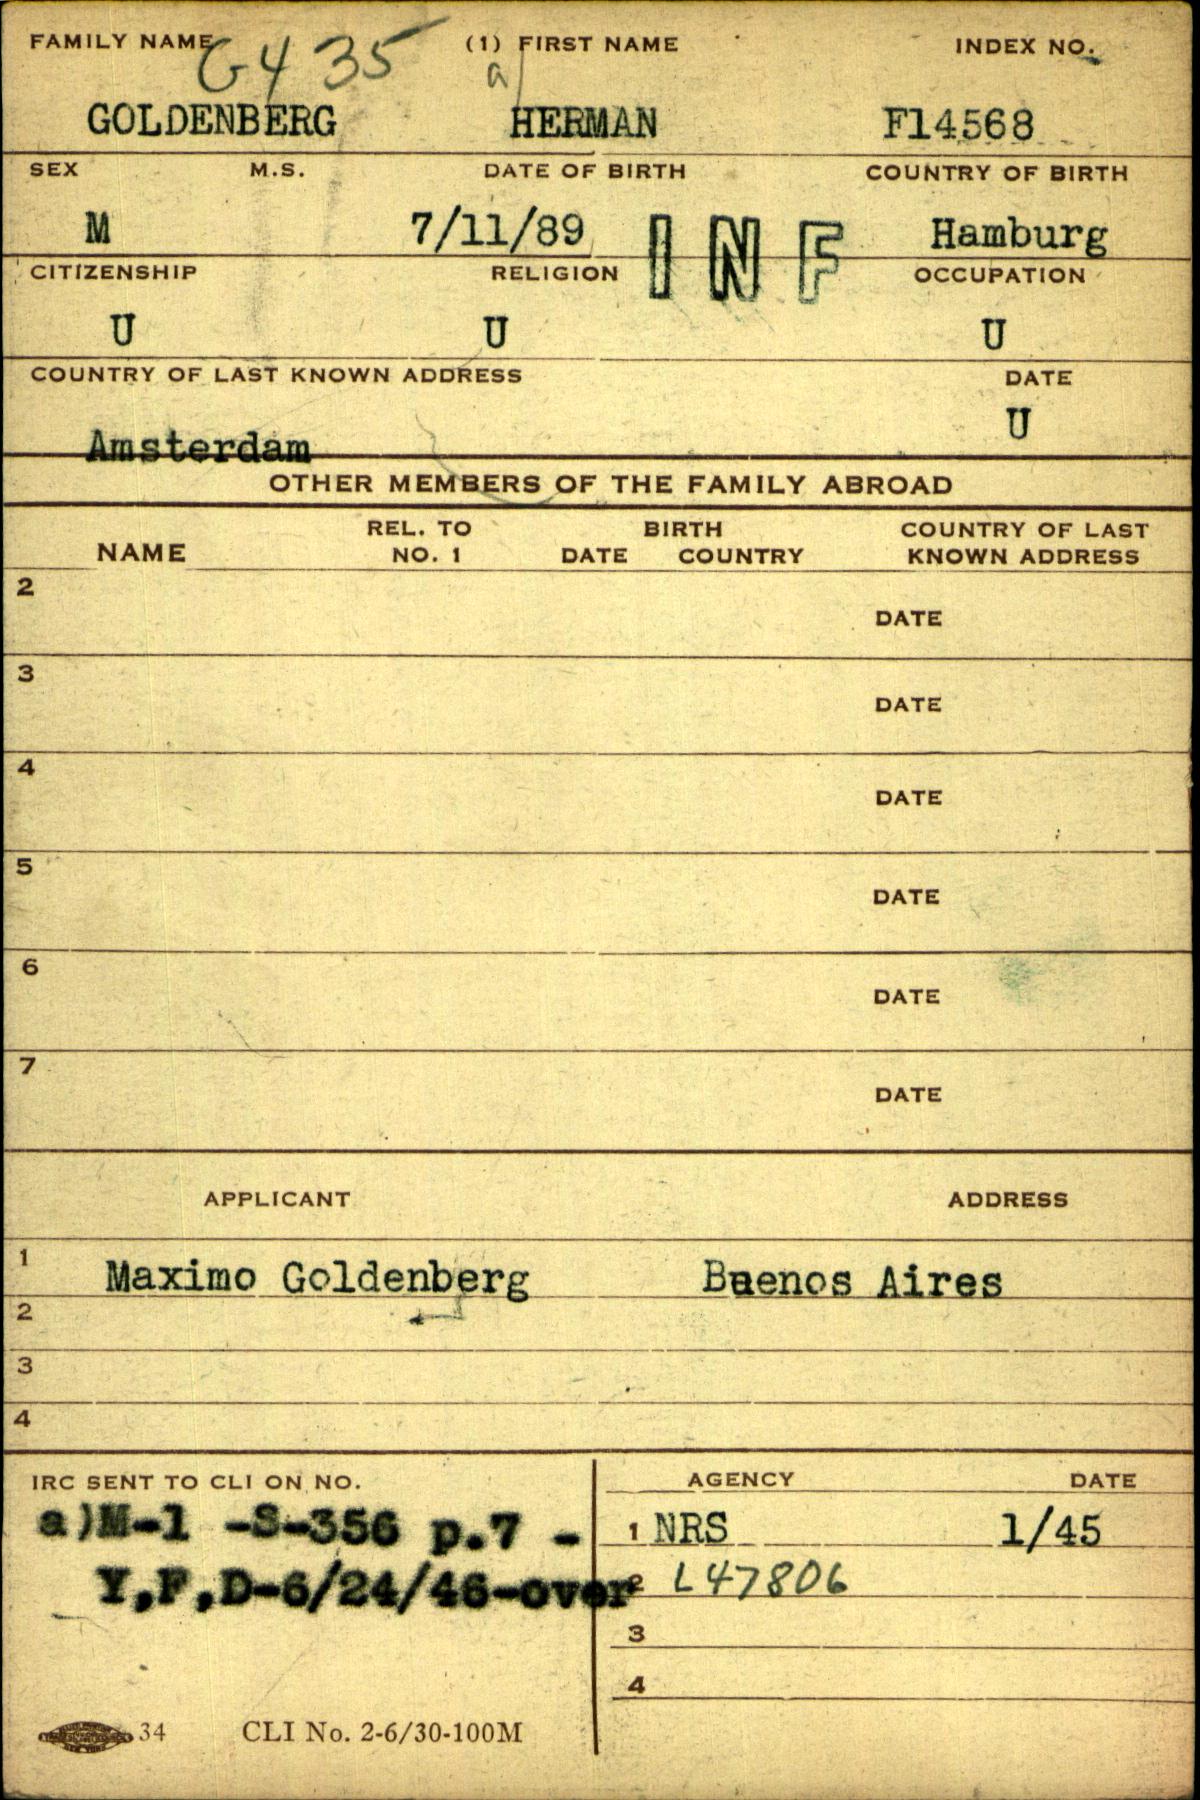 FAMILY NAME (1) FIRST NAME INDEX NO.
G435 a)
GOLDENBERG HERMAN F14568
SEX M.S. DATE OF BIRTH COUNTRY OF BIRTH
M 7/11/89 INF Hamburg
CITIZENSHIP RELIGION OCCUPATION
U U U
COUNTRY OF LAST KNOWN ADDRESS DATE
U
Amsterdam
OTHER MEMBERS OF THE FAMILY ABROAD
REL. TO BIRTH COUNTRY OF LAST
NAME NO. 1 DATE COUNTRY KNOWN ADDRESS
2
DATE
3
DATE
4
DATE
5
DATE
6
DATE
7
DATE
APPLICANT ADDRESS
1 Maximo Goldenberg Buenos Aires
2
3
4
IRC SENT TO CLI ON NO. AGENCY DATE
a)M-1 -S-356 p.7 - 1 NRS 1/45
Y,F,D-6/24/46-over 2 L47806
3
4
34 CLI No. 2-6/30-100M